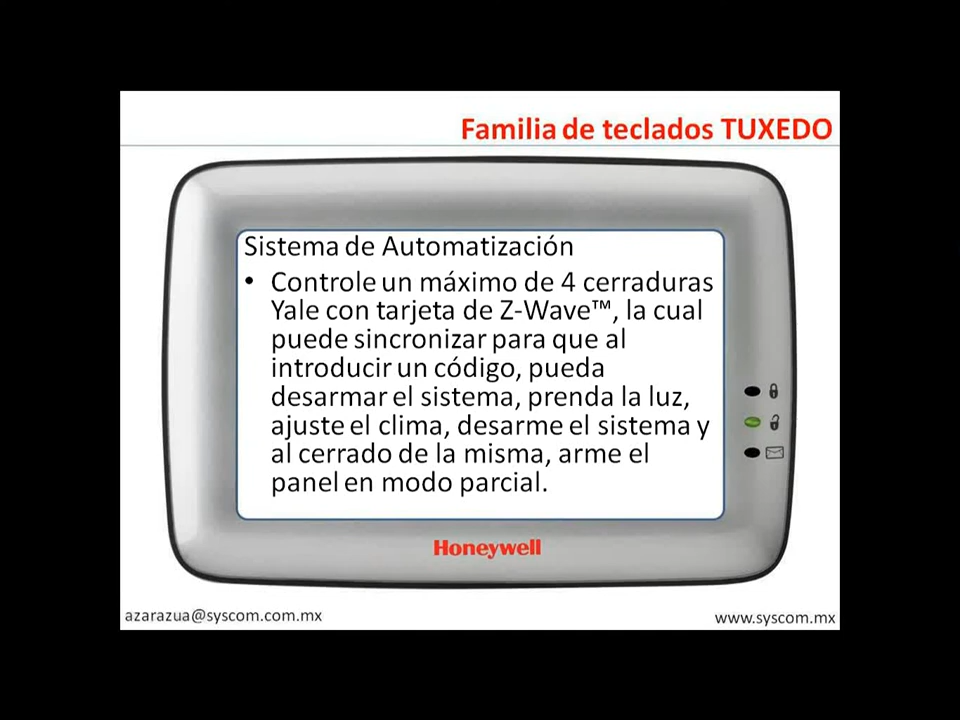 Familia de teclados TUXEDO
Sistema de Automatización
• Controle un máximo de 4 cerraduras
Yale con tarjeta de Z-Wave™, la cual
puede sincronizar para que al
introducir un código, pueda
desarmar el sistema, prenda la luz,
ajuste el clima, desarme el sistema y
al cerrado de la misma, arme el
panel en modo parcial.
Honeywell
azarazua@syscom.com.mx
www.syscom.mx